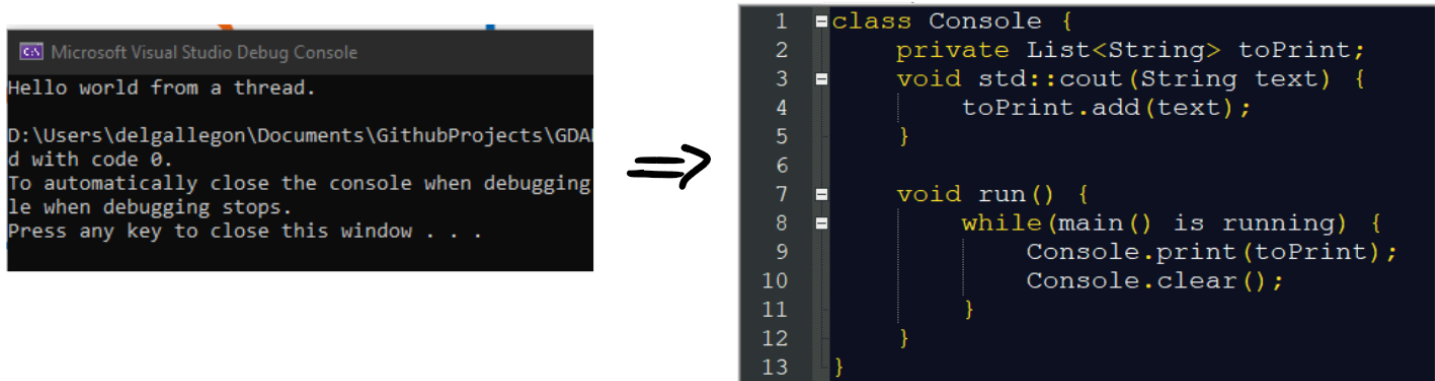 Microsoft Visual Studio Debug Console
Hello world from a thread.
D:\Users\delgallegon\Documents\GithubProjects\GDA
d with code 0.
To automatically close the console when debugging
le when debugging stops.
Press any key to close this window . . .
1 class Console {
2 private List<String> toPrint;
3 void std::cout(String text) {
4 toPrint.add(text);
5 }
6
7 void run() {
8 while(main() is running) {
9 Console.print(toPrint);
10 Console.clear();
11 }
12 }
13 }